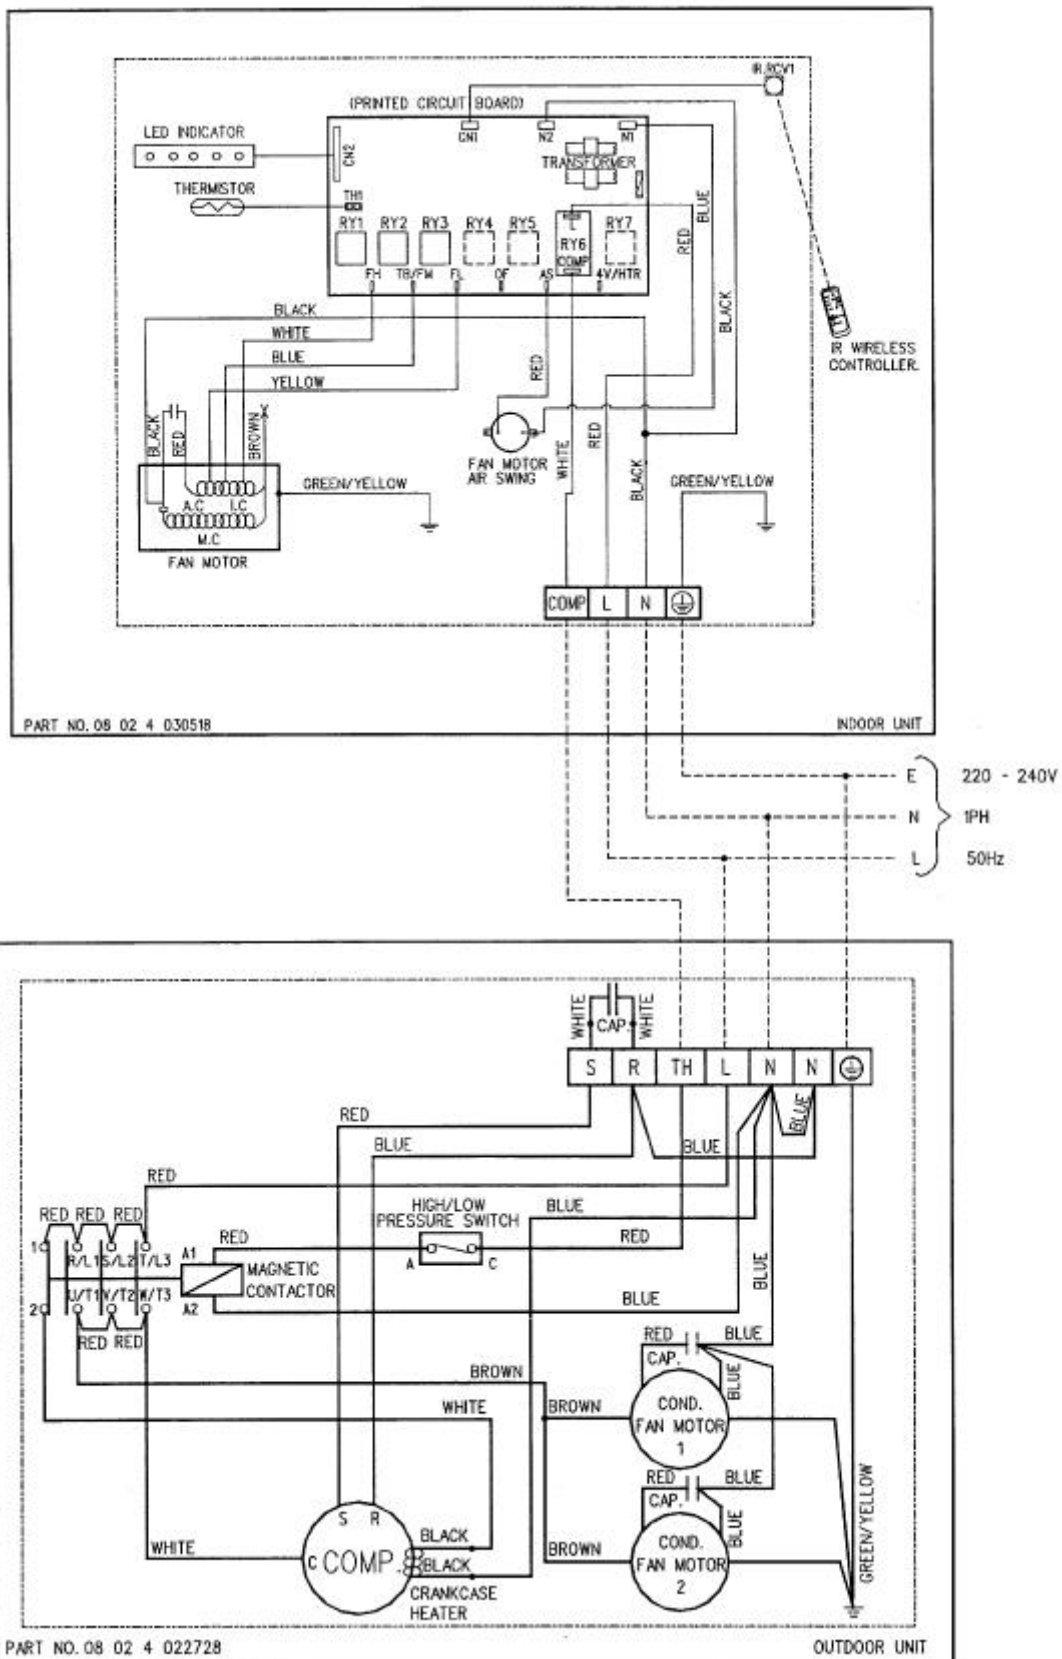 IR.RCV1
(PRINTED CIRCUIT BOARD)
LED INDICATOR
CN1
N2
N1
CN2
TRANSFORMER
THERMISTOR
TH1
RY1 RY2 RY3 RY4 RY5 RY7
L
RY6
COMP
FH TB/FM FL OF AS 4V/HTR
BLUE
RED
BLACK
BLACK
WHITE
BLUE
YELLOW
RED
IR WIRELESS
CONTROLLER.
BLACK
RED
BROWN
FAN MOTOR
AIR SWING
WHITE
RED
BLACK
GREEN/YELLOW
GREEN/YELLOW
A.C I.C
M.C
FAN MOTOR
COMP L N
PART NO. 08 02 4 030518
INDOOR UNIT
E 220 - 240V
N 1PH
L 50Hz
WHITE
CAP.
WHITE
S R TH L N N
RED
BLUE
BLUE
BLUE
RED
HIGH/LOW
PRESSURE SWITCH
BLUE
RED RED RED
RED
RED
1
R/L1 S/L2 T/L3
A1
A C
MAGNETIC
CONTACTOR
BLUE
U/T1 V/T2 W/T3
2
A2
BLUE
RED RED
RED
BLUE
CAP.
BLUE
BROWN
WHITE
BROWN
COND.
FAN MOTOR
1
RED
BLUE
CAP.
BLUE
GREEN/YELLOW
S R
WHITE
BLACK
C COMP.
BLACK
BROWN
COND.
FAN MOTOR
2
CRANKCASE
HEATER
PART NO. 08 02 4 022728
OUTDOOR UNIT